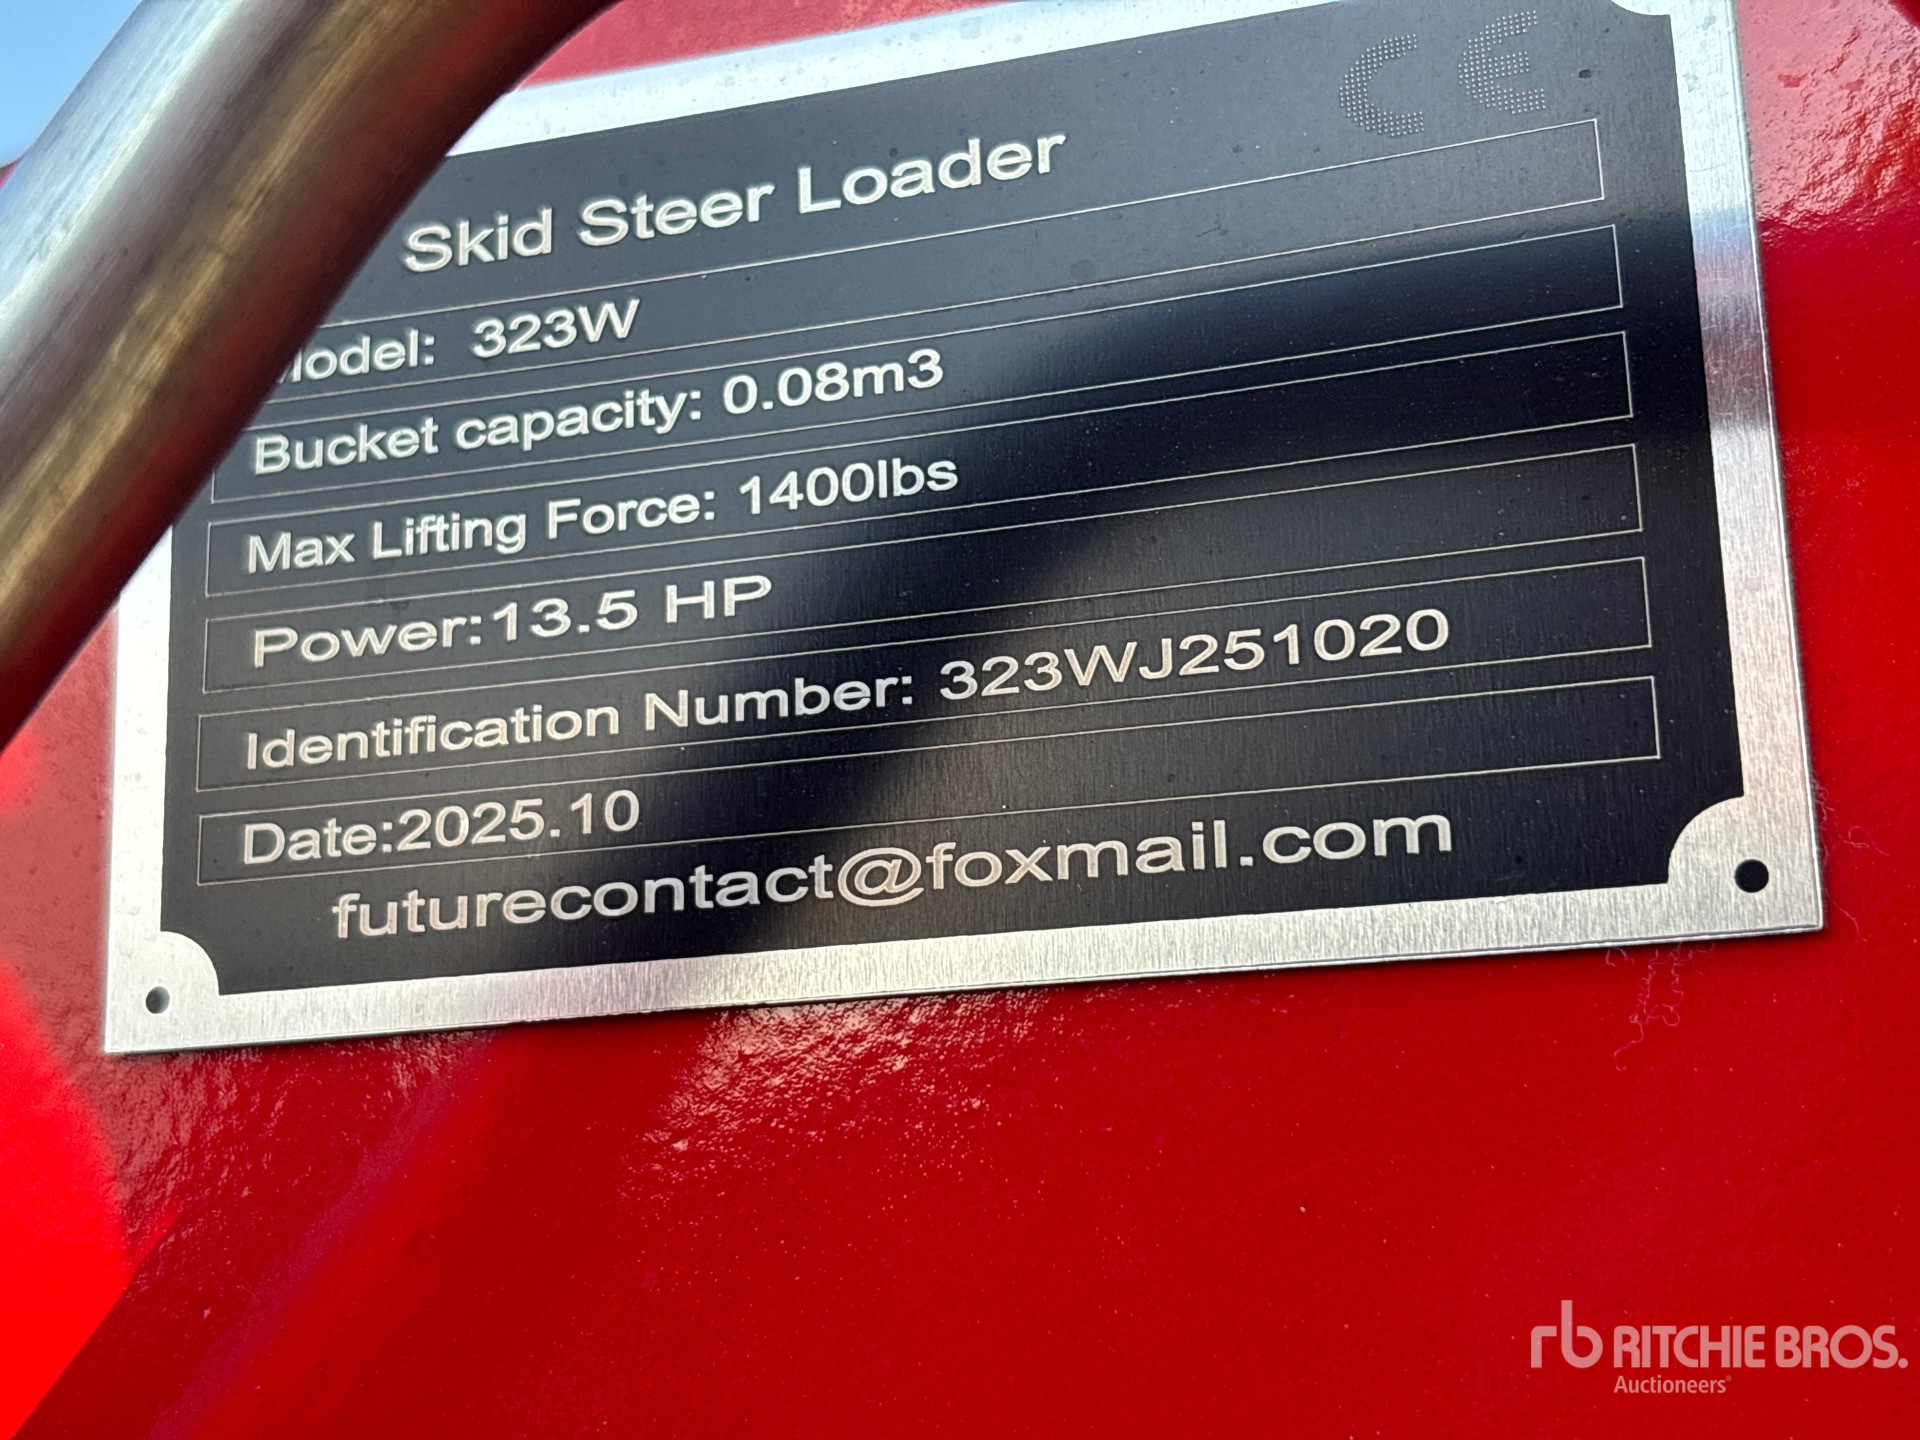 CE
Skid Steer Loader
Model: 323W
Bucket capacity: 0.08m3
Max Lifting Force: 1400lbs
Power:13.5 HP
Identification Number: 323WJ251020
Date:2025.10
futurecontact@foxmail.com
rb RITCHIE BROS.
Auctioneers®